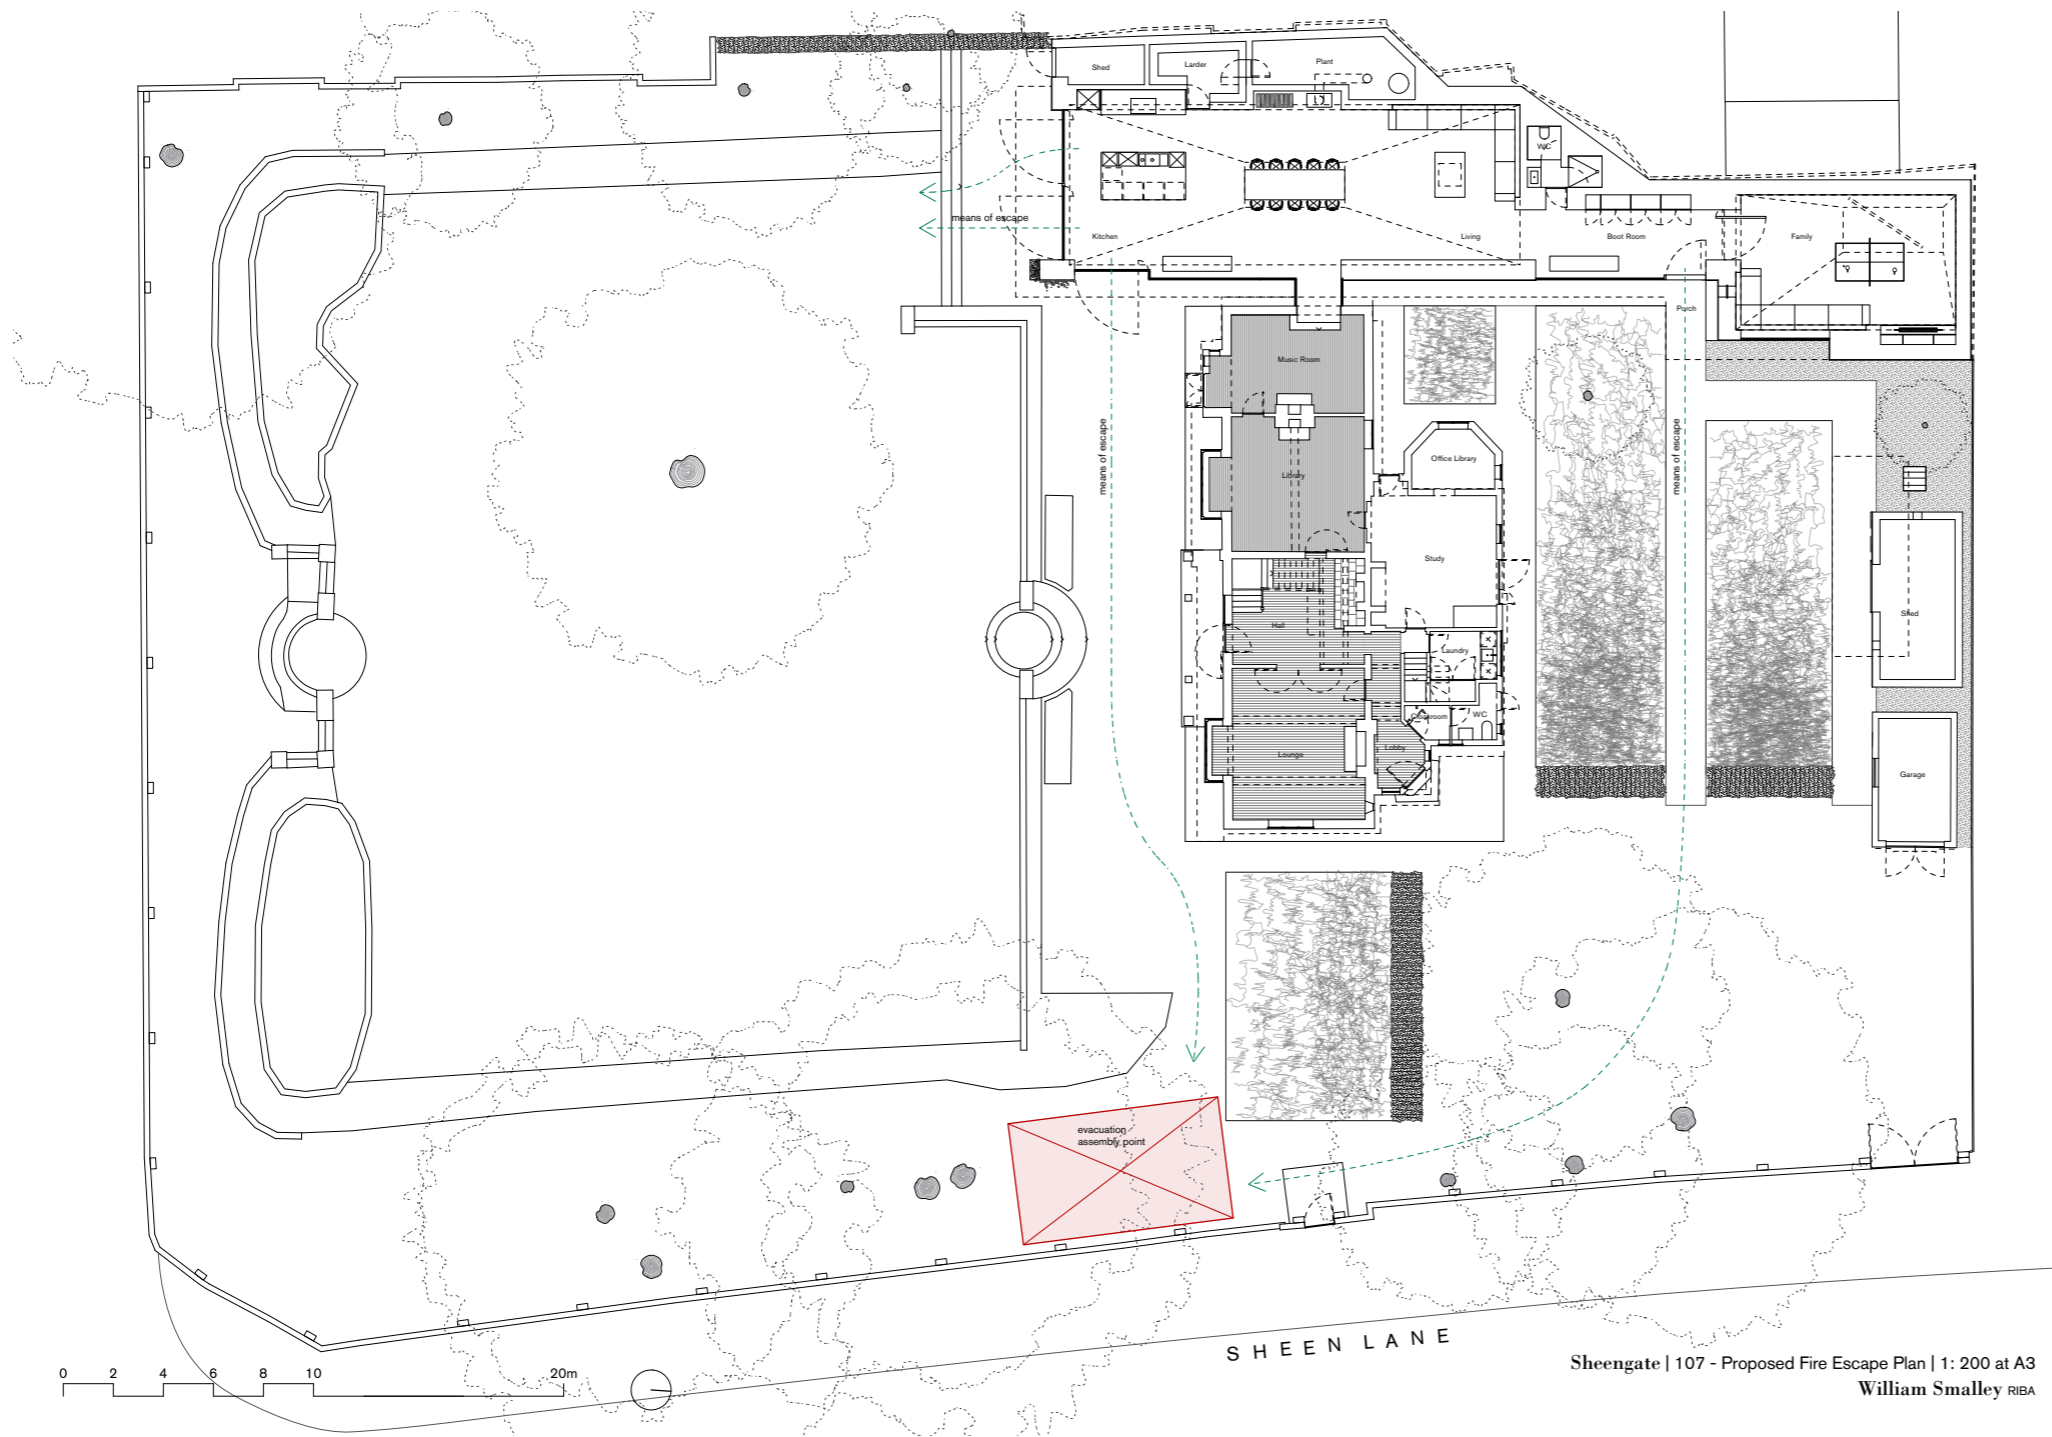 Shed
Larder
Plant
WC
means of escape
Kitchen
Living
Boot Room
Family
Porch
Music Room
means of escape
means of escape
Office Library
Library
Study
Shed
Hall
Laundry
Cloakroom
WC
Lobby
Lounge
Garage
evacuation
assembly point
SHEEN LANE
0 2 4 6 8 10 20m
Sheengate | 107 - Proposed Fire Escape Plan | 1: 200 at A3
William Smalley RIBA